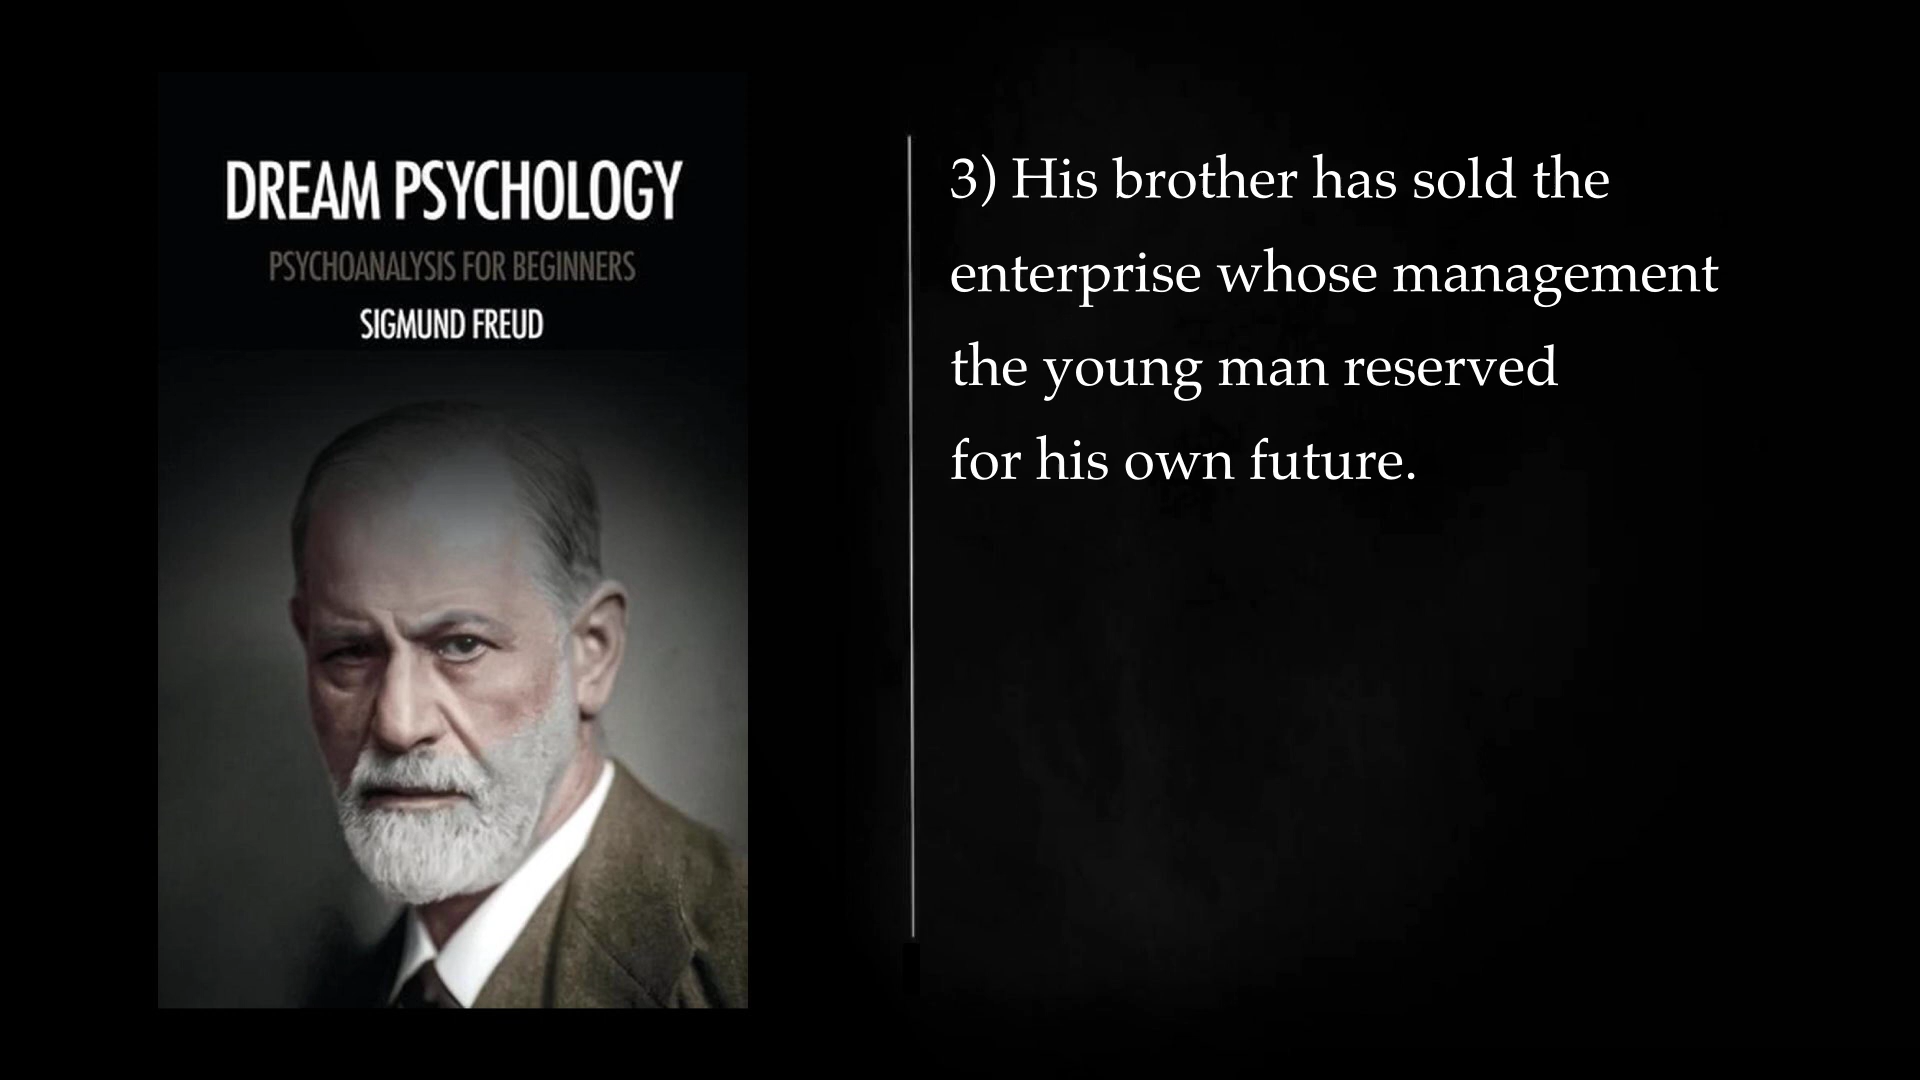 DREAM PSYCHOLOGY
PSYCHOANALYSIS FOR BEGINNERS
SIGMUND FREUD
3) His brother has sold the
enterprise whose management
the young man reserved
for his own future.